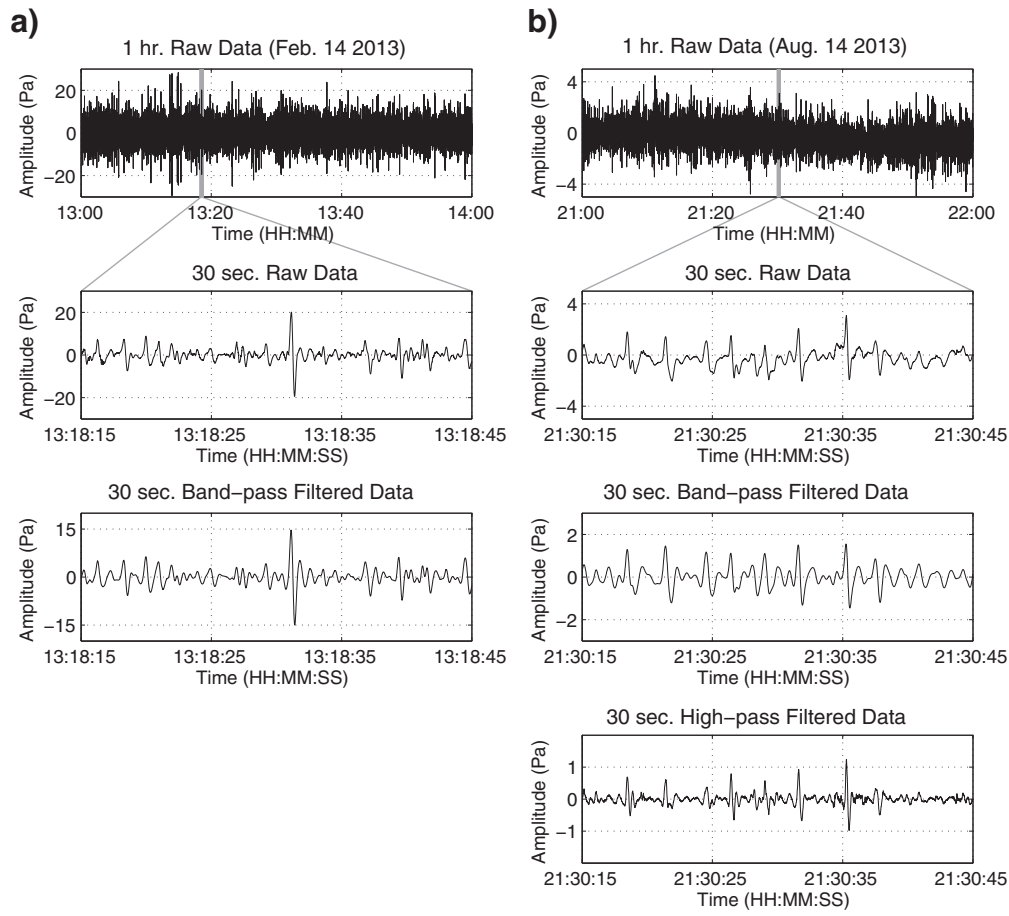 a)
1 hr. Raw Data (Feb. 14 2013)
Amplitude (Pa)
20
0
−20
13:00 13:20 13:40 14:00
Time (HH:MM)
30 sec. Raw Data
Amplitude (Pa)
20
0
−20
13:18:15 13:18:25 13:18:35 13:18:45
Time (HH:MM:SS)
30 sec. Band−pass Filtered Data
Amplitude (Pa)
15
0
−15
13:18:15 13:18:25 13:18:35 13:18:45
Time (HH:MM:SS)
b)
1 hr. Raw Data (Aug. 14 2013)
Amplitude (Pa)
4
0
−4
21:00 21:20 21:40 22:00
Time (HH:MM)
30 sec. Raw Data
Amplitude (Pa)
4
0
−4
21:30:15 21:30:25 21:30:35 21:30:45
Time (HH:MM:SS)
30 sec. Band−pass Filtered Data
Amplitude (Pa)
2
0
−2
21:30:15 21:30:25 21:30:35 21:30:45
Time (HH:MM:SS)
30 sec. High−pass Filtered Data
Amplitude (Pa)
1
0
−1
21:30:15 21:30:25 21:30:35 21:30:45
Time (HH:MM:SS)